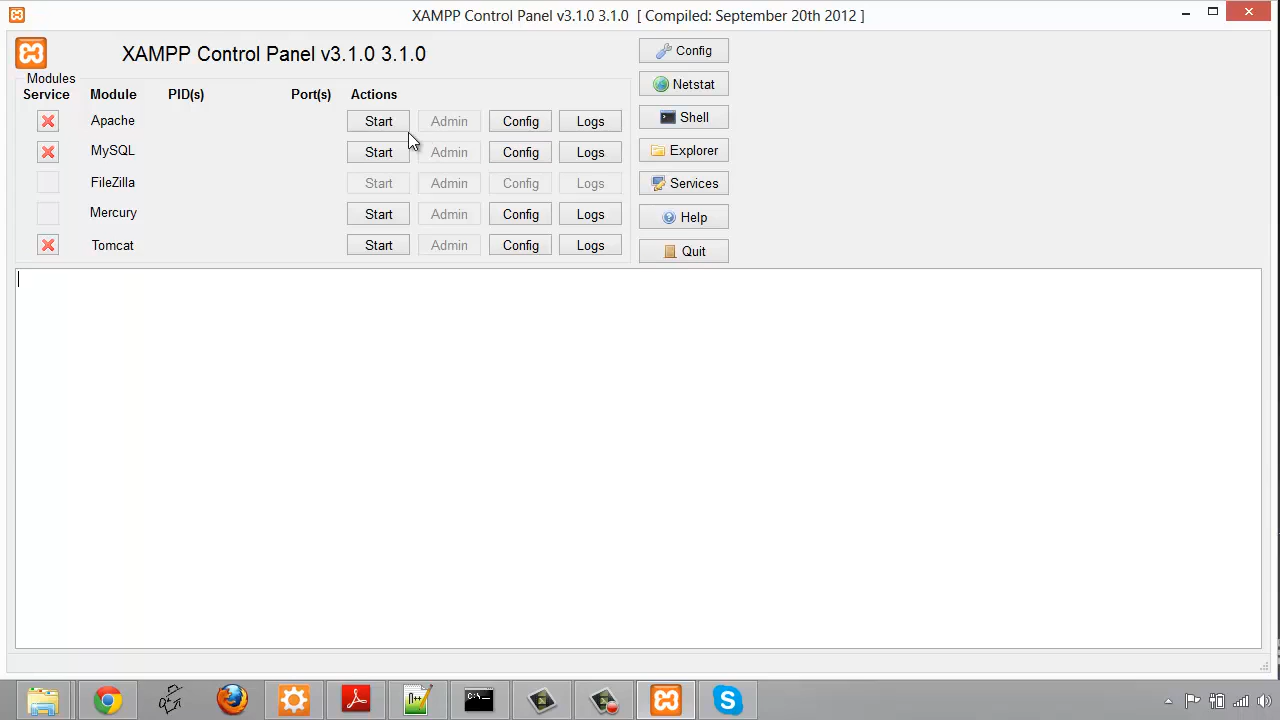 XAMPP Control Panel v3.1.0 3.1.0 [ Compiled: September 20th 2012 ]
XAMPP Control Panel v3.1.0 3.1.0
Config
Modules
Service Module PID(s) Port(s) Actions
Netstat
Apache Start Admin Config Logs
Shell
MySQL Start Admin Config Logs
Explorer
FileZilla Start Admin Config Logs
Services
Mercury Start Admin Config Logs
Help
Tomcat Start Admin Config Logs
Quit